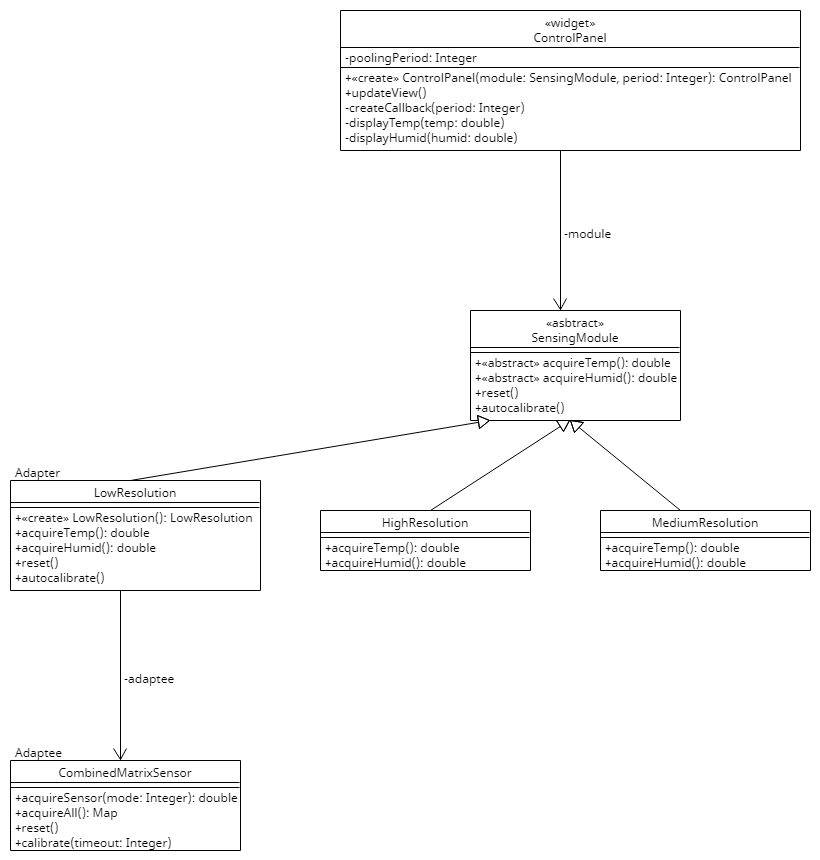 «widget»
ControlPanel
-poolingPeriod: Integer
+«create» ControlPanel(module: SensingModule, period: Integer): ControlPanel
+updateView()
-createCallback(period: Integer)
-displayTemp(temp: double)
-displayHumid(humid: double)
-module
«asbtract»
SensingModule
+«abstract» acquireTemp(): double
+«abstract» acquireHumid(): double
+reset()
+autocalibrate()
Adapter
LowResolution
+«create» LowResolution(): LowResolution
+acquireTemp(): double
+acquireHumid(): double
+reset()
+autocalibrate()
HighResolution
+acquireTemp(): double
+acquireHumid(): double
MediumResolution
+acquireTemp(): double
+acquireHumid(): double
-adaptee
Adaptee
CombinedMatrixSensor
+acquireSensor(mode: Integer): double
+acquireAll(): Map
+reset()
+calibrate(timeout: Integer)